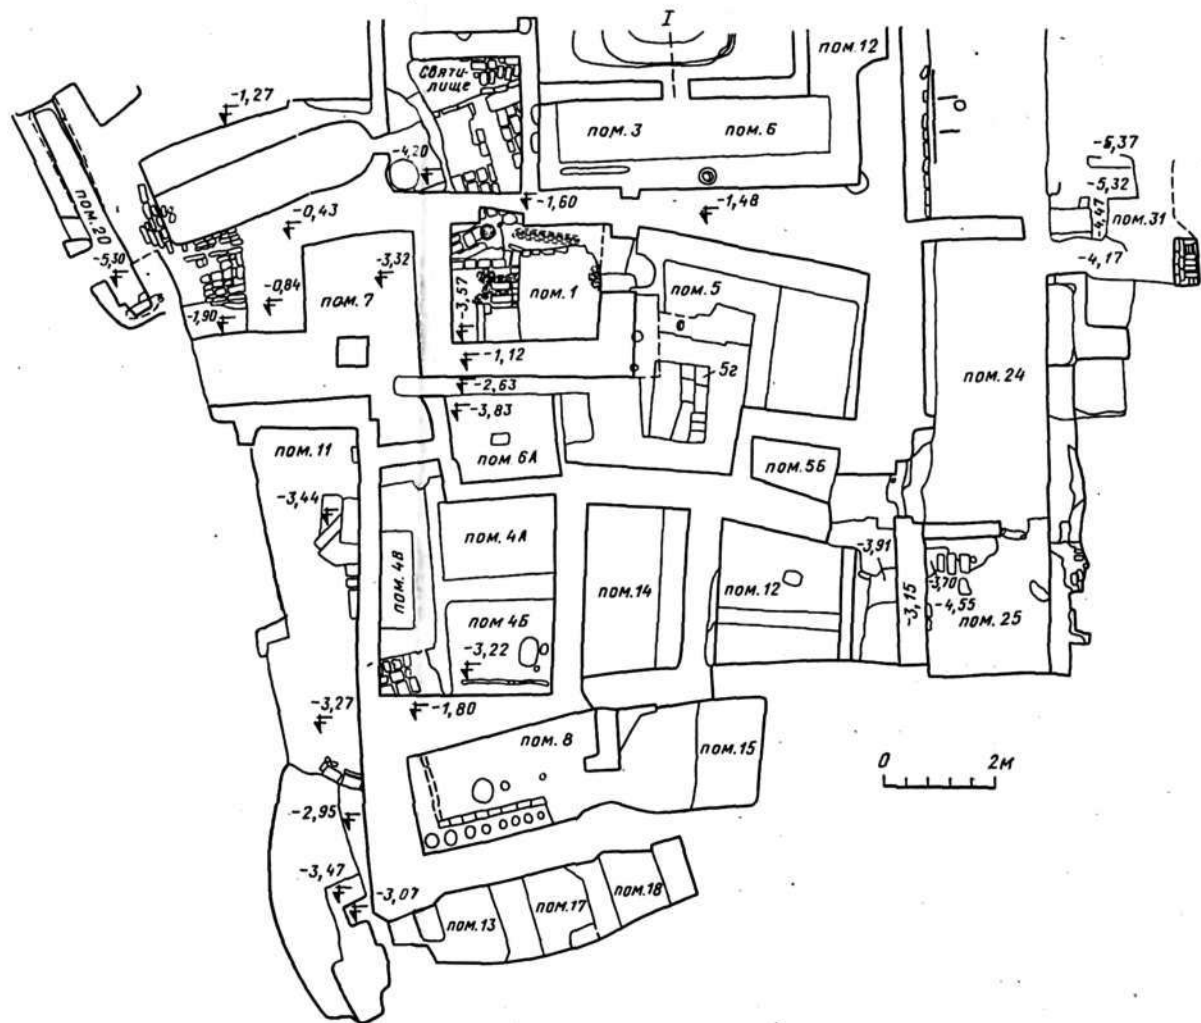 I
пом.12
Святи-
лище
-1,27
пом. 3
пом. 6
-4,20
-5,37
-5,32
-4,47
пом.31
-4,17
пом. 20
-1,60
-1,48
-0,43
-5,30
-3,32
-0,84
-1,90
пом. 7
-3,57
пом. 1
пом. 5
-1,12
5г
-2,63
-3,83
пом. 24
пом. 11
пом. 6А
пом. 5б
-3,44
пом. 4А
-3,91
пом. 4В
пом.14
пом. 12
-3,15
-3,70
-4,55
пом. 25
пом 4Б
-3,22
-3,27
-1,80
пом. 8
пом.15
0 2м
-2,95
-3,47
-3,07
пом. 13
пом.17
пом.18